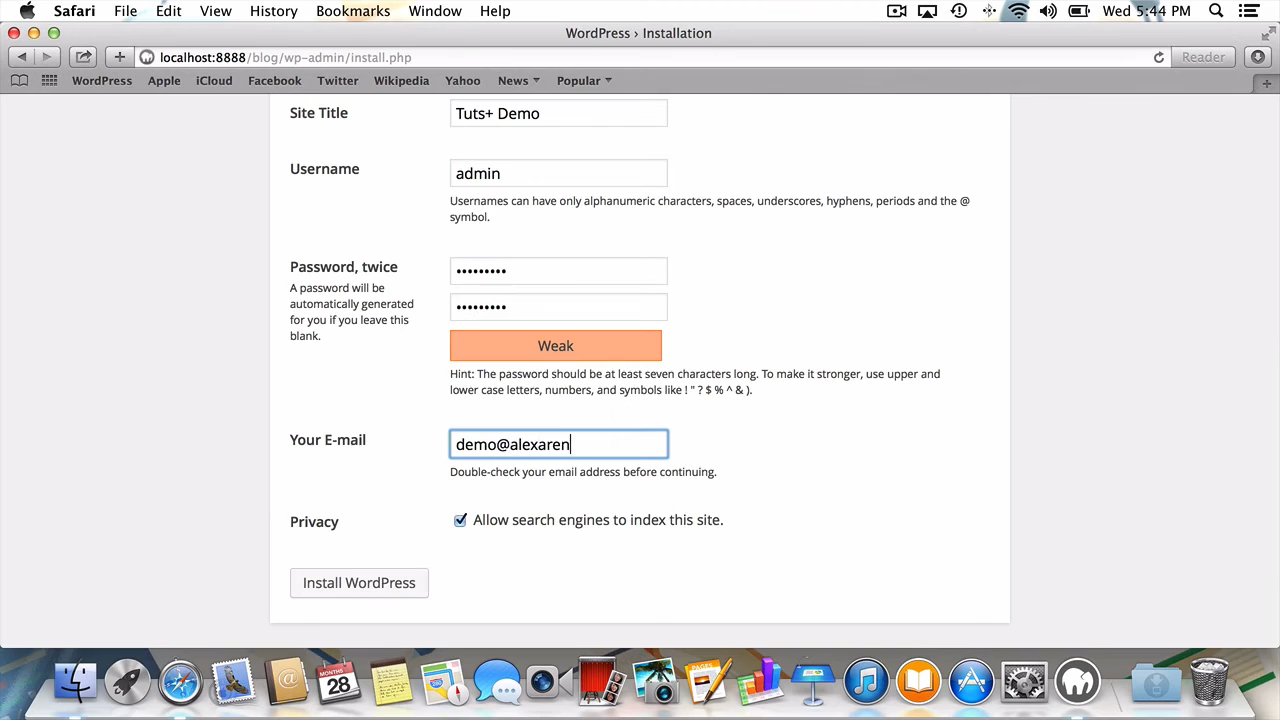 Safari File Edit View History Bookmarks Window Help Wed 5:44 PM
WordPress › Installation
localhost:8888/blog/wp-admin/install.php Reader
WordPress Apple iCloud Facebook Twitter Wikipedia Yahoo News Popular
Site Title Tuts+ Demo
Username admin
Usernames can have only alphanumeric characters, spaces, underscores, hyphens, periods and the @
symbol.
Password, twice •••••••••
A password will be
automatically generated
for you if you leave this
blank.
•••••••••
Weak
Hint: The password should be at least seven characters long. To make it stronger, use upper and
lower case letters, numbers, and symbols like ! " ? $ % ^ & ).
Your E-mail demo@alexaren
Double-check your email address before continuing.
Privacy Allow search engines to index this site.
Install WordPress
MONTHS
28
PAGES